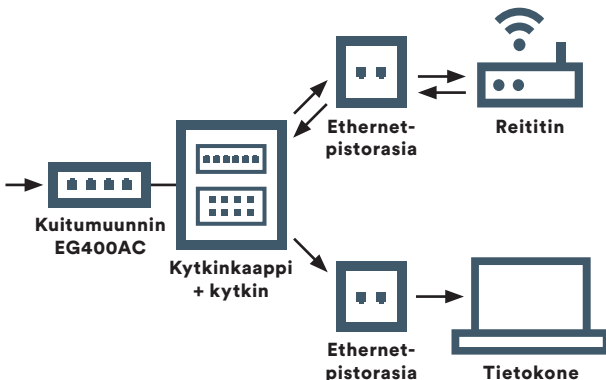 Ethernet-
pistorasia
Reititin
Kuitumuunnin
EG400AC
Kytkinkaappi
+ kytkin
Ethernet-
pistorasia
Tietokone